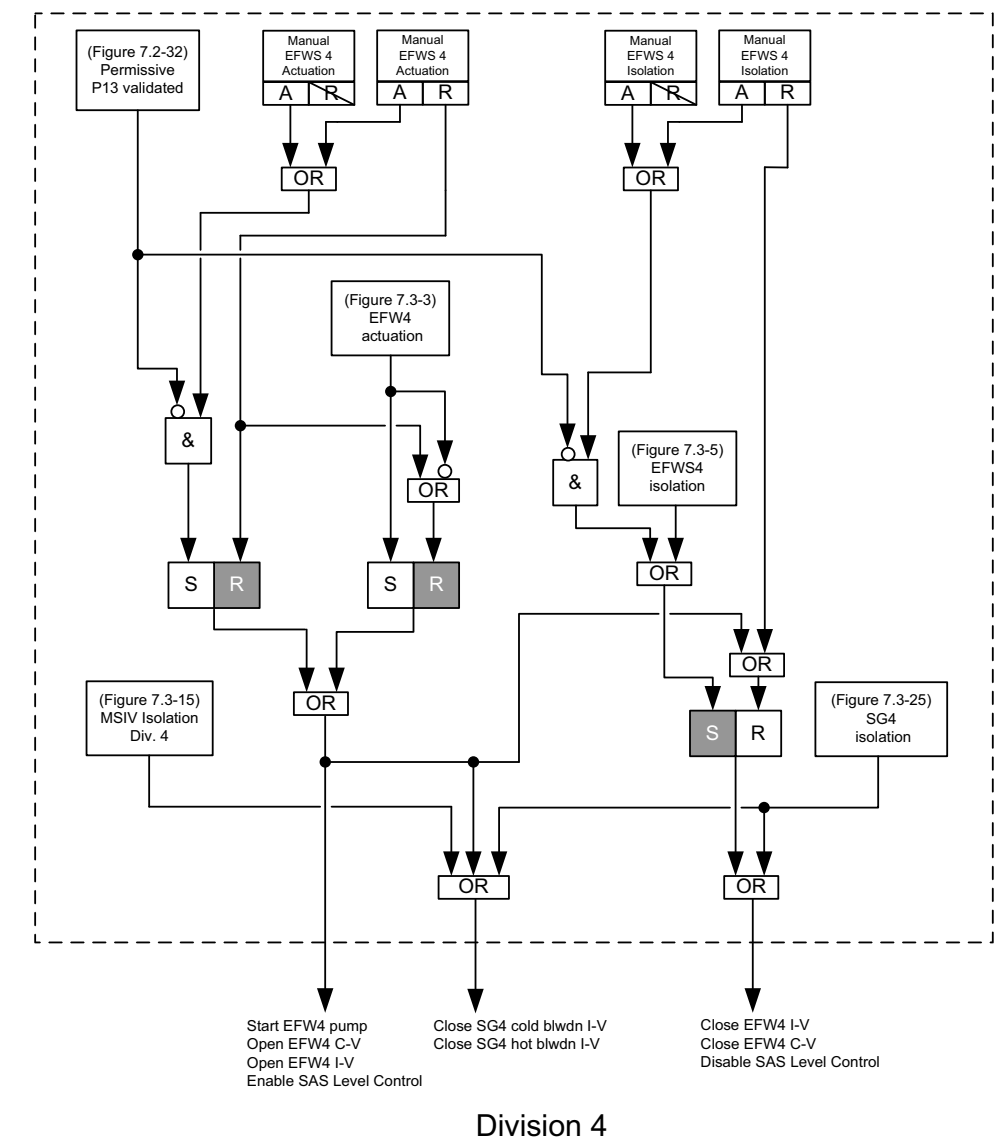 (Figure 7.2-32)
Permissive
P13 validated
Manual
EFWS 4
Actuation
A R
Manual
EFWS 4
Actuation
A R
Manual
EFWS 4
Isolation
A R
Manual
EFWS 4
Isolation
A R
OR
OR
(Figure 7.3-3)
EFW4
actuation
&
OR
&
(Figure 7.3-5)
EFWS4
isolation
S R
S R
OR
OR
OR
(Figure 7.3-15)
MSIV Isolation
Div. 4
S R
(Figure 7.3-25)
SG4
isolation
OR
OR
Start EFW4 pump
Open EFW4 C-V
Open EFW4 I-V
Enable SAS Level Control
Close SG4 cold blwdn I-V
Close SG4 hot blwdn I-V
Close EFW4 I-V
Close EFW4 C-V
Disable SAS Level Control
Division 4